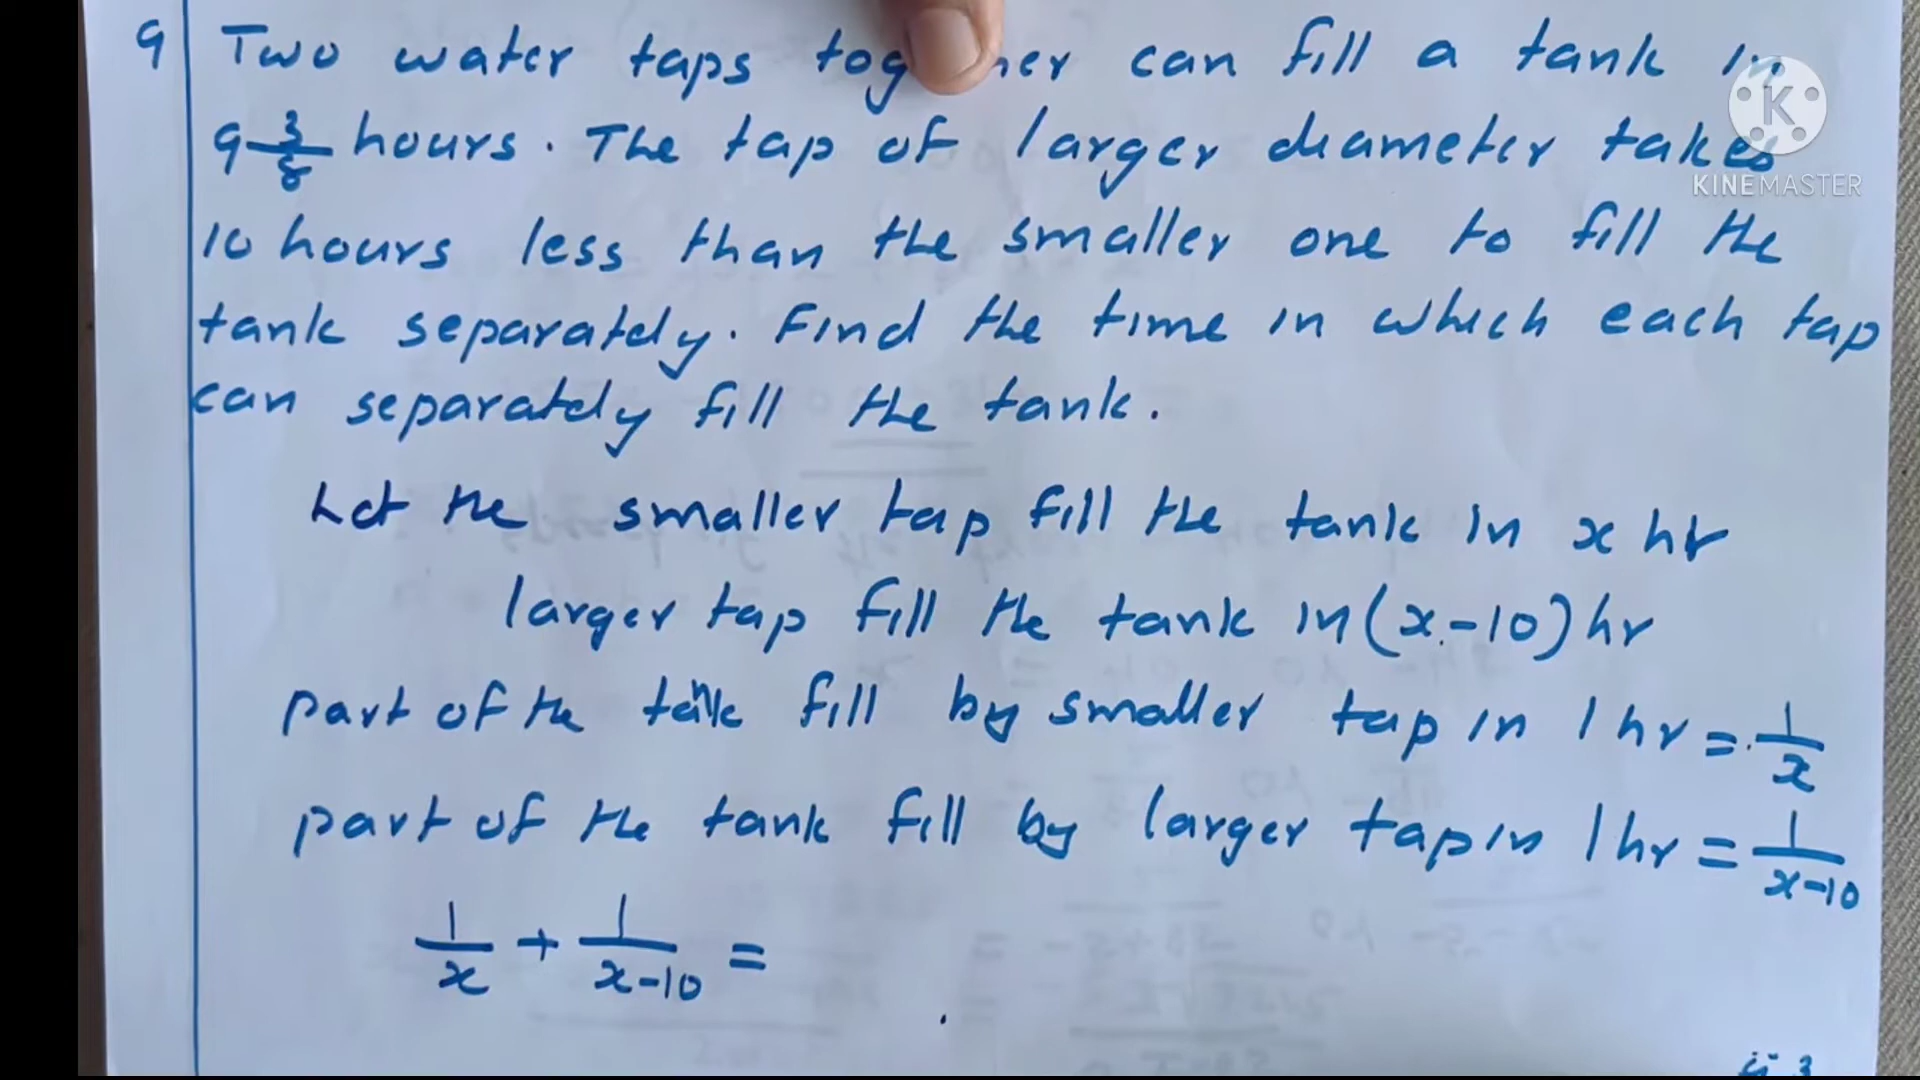 9 Two water taps together can fill a tank in
9 3/8 hours. The tap of larger diameter takes
KINEMASTER
10 hours less than the smaller one to fill the
tank separately. Find the time in which each tap
can separately fill the tank.
Let the smaller tap fill the tank in x hr
larger tap fill the tank in (x-10) hr
part of the tank fill by smaller tap in 1 hr = 1/x
part of the tank fill by larger tap in 1 hr = 1/x-10
1/x + 1/x-10 =